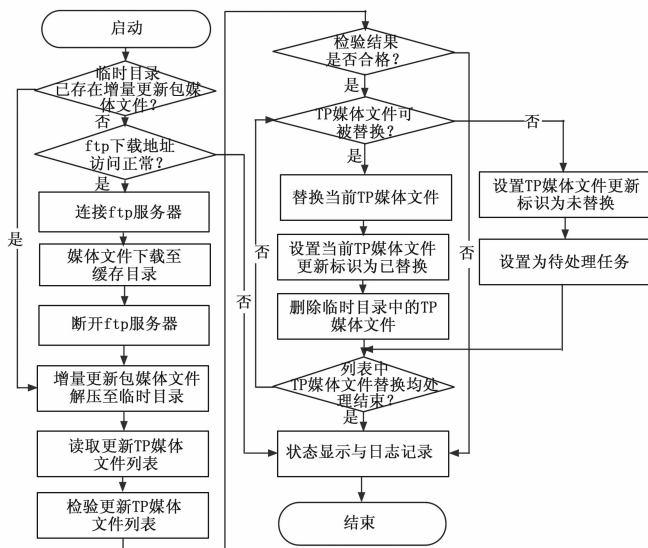 启动
临时目录
已存在增量更新包媒
体文件?
否
ftp下载地址
访问正常?
是
连接ftp服务器
是
媒体文件下载至
缓存目录
断开ftp服务器
增量更新包媒体文件
解压至临时目录
读取更新TP媒体
文件列表
检验更新TP媒体
文件列表
否
检验结果
是否合格?
是
TP媒体文件可
被替换?
否
是
替换当前TP媒体文件
设置TP媒体文件更新
标识为未替换
否
设置当前TP媒体文件
更新标识为已替换
设置为待处理任务
否
删除临时目录中的TP
媒体文件
列表中
TP媒体文件替换均处
理结束?
是
状态显示与日志记录
结束